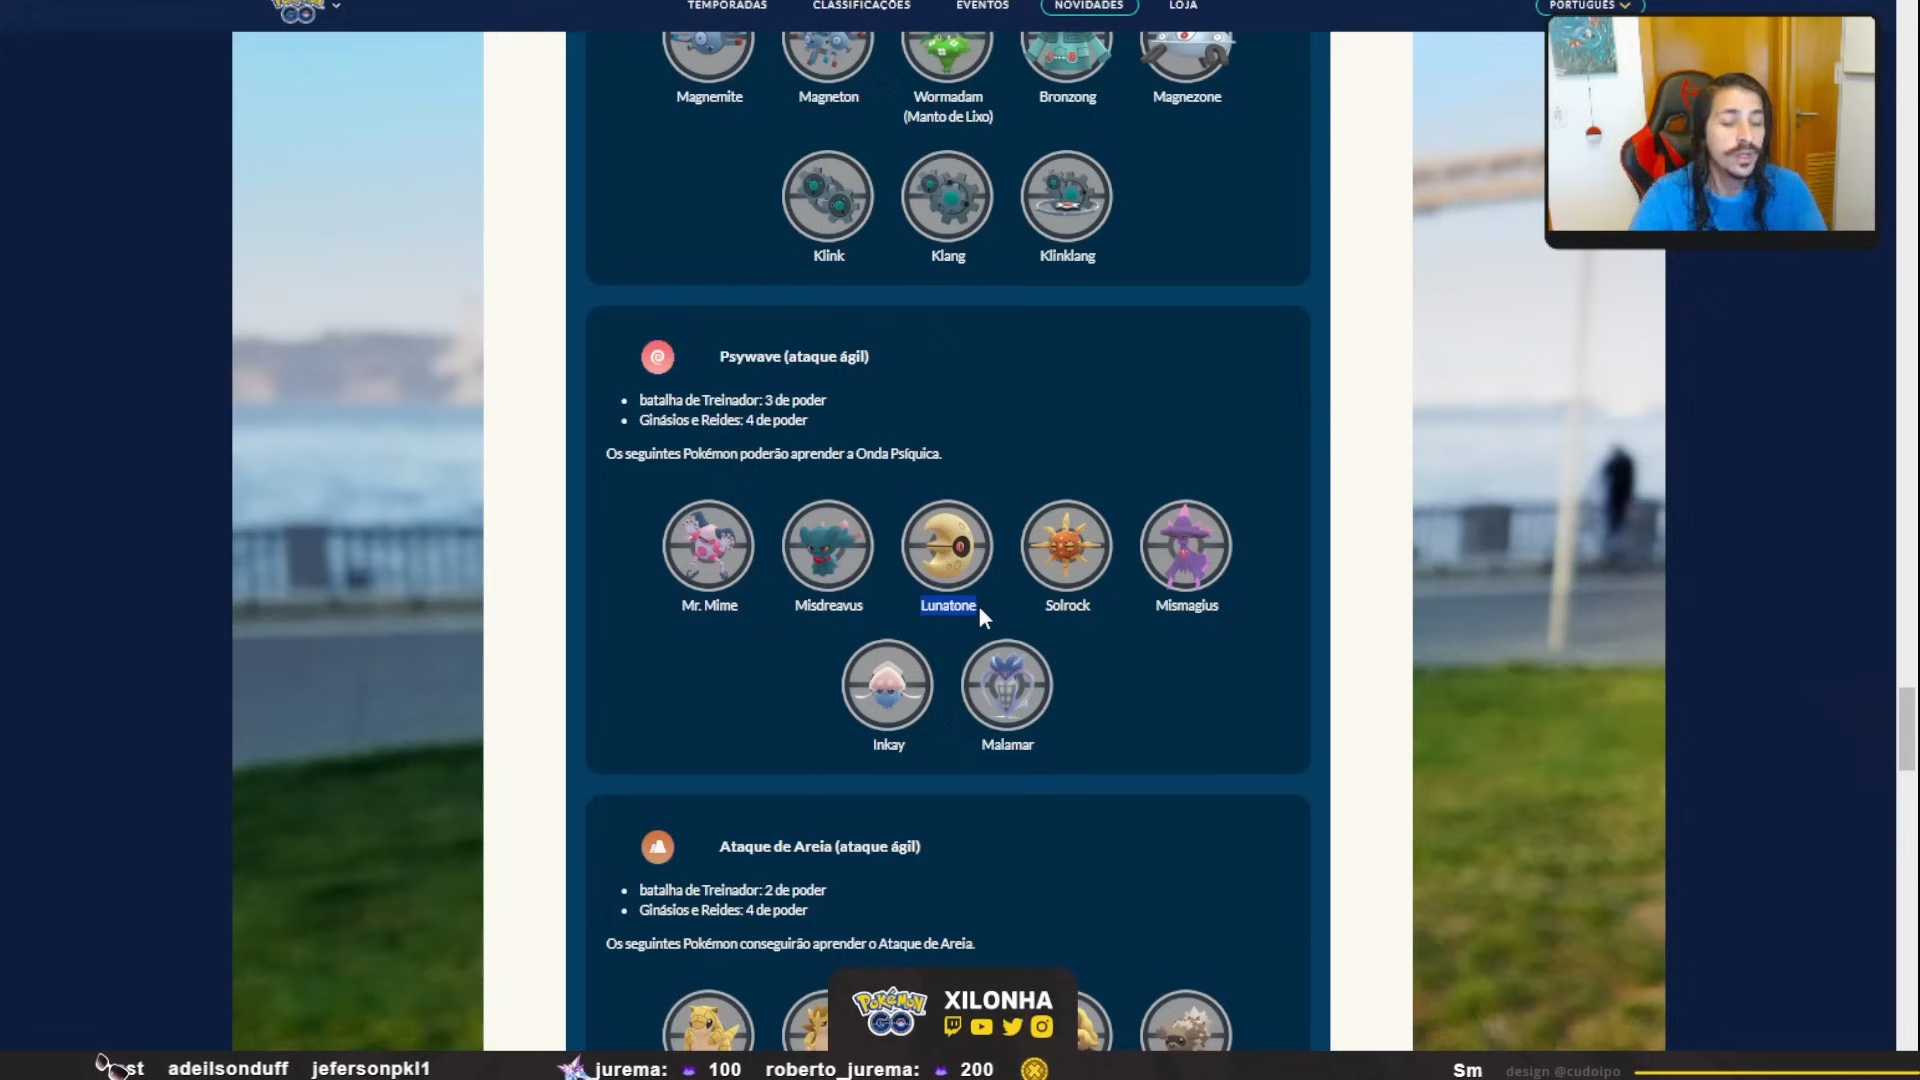 TEMPORADAS CLASSIFICAÇÕES EVENTOS NOVIDADES LOJA PORTUGUÊS
GO
Magnemite Magneton Wormadam Bronzong Magnezone
(Manto de Lixo)
Klink Klang Klinklang
Psywave (ataque ágil)
batalha de Treinador: 3 de poder
Ginásios e Reides: 4 de poder
Os seguintes Pokémon poderão aprender a Onda Psíquica.
Mr. Mime Misdreavus Lunatone Solrock Mismagius
Inkay Malamar
Ataque de Areia (ataque ágil)
batalha de Treinador: 2 de poder
Ginásios e Reides: 4 de poder
Os seguintes Pokémon conseguirão aprender o Ataque de Areia.
POKÉMON GO XILONHA
st adeilsonduff jefersonpkl1 jurema: 100 roberto_jurema: 200 Sm design @cudoipo